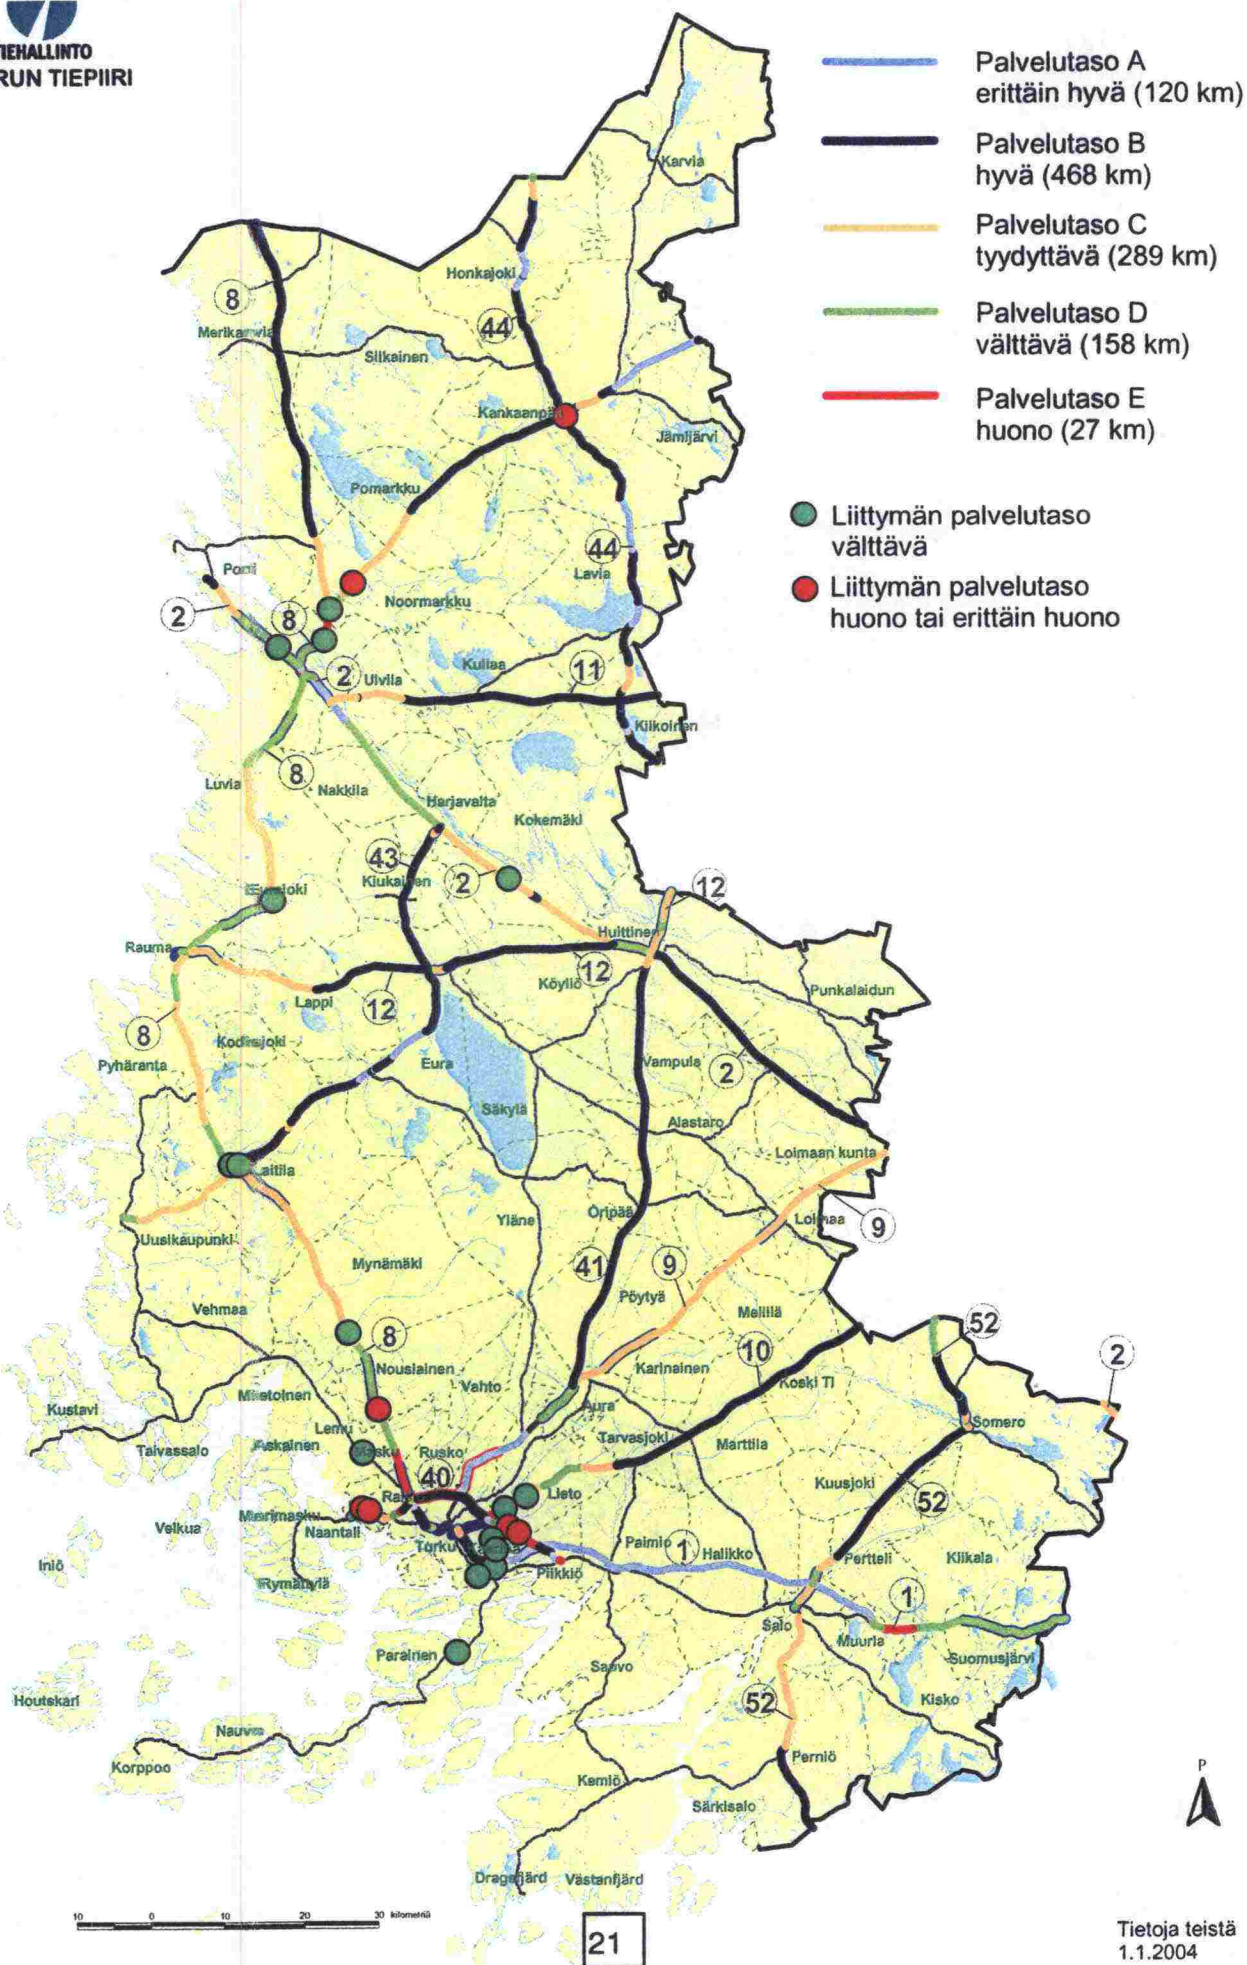 TIEHALLINTO
RUN TIEPIIRI
Palvelutaso A
erittäin hyvä (120 km)
Palvelutaso B
hyvä (468 km)
Palvelutaso C
tyydyttävä (289 km)
Palvelutaso D
välttävä (158 km)
Palvelutaso E
huono (27 km)
Liittymän palvelutaso
välttävä
Liittymän palvelutaso
huono tai erittäin huono
Karvia
Honkajoki
8
44
Merikarvia
Siikainen
Kankaanpää
Jämijärvi
Pomarkku
44
Lavia
Pori
Noormarkku
2
8
Kullaa
11
2
Ulvila
Kiikoinen
8
Luvia
Nakkila
Harjavalta
Kokemäki
43
Kiukainen
2
12
Eurajoki
Huittinen
Rauma
12
Köyliö
Punkalaidun
Lappi
12
8
Kodisjoki
Pyhäranta
Eura
Vampula
2
Säkylä
Alastaro
Loimaan kunta
Laitila
Yläne
Oripää
Loimaa
9
Uusikaupunki
Mynämäki
41
9
Pöytyä
Vehmaa
Mellilä
8
52
2
Nousiainen
Karinainen
10
Koski Tl
Vahto
Mietoinen
Kustavi
Lemu
Aura
Somero
Taivassalo
Askainen
Masku
Rusko
Tarvasjoki
Marttila
40
Kuusjoki
52
Lieto
Velkua
Merimasku
Naantali
Turku
Paimio
1
Halikko
Pertteli
Kiikala
Iniö
Piikkiö
Rymättylä
1
Salo
Muurla
Parainen
Sauvo
Suomusjärvi
Houtskari
52
Kisko
Nauvo
Korppoo
Perniö
Kemiö
Särkisalo
P
Dragsfjärd
Västanfjärd
10 0 10 20 30 kilometriä
21
Tietoja teistä
1.1.2004